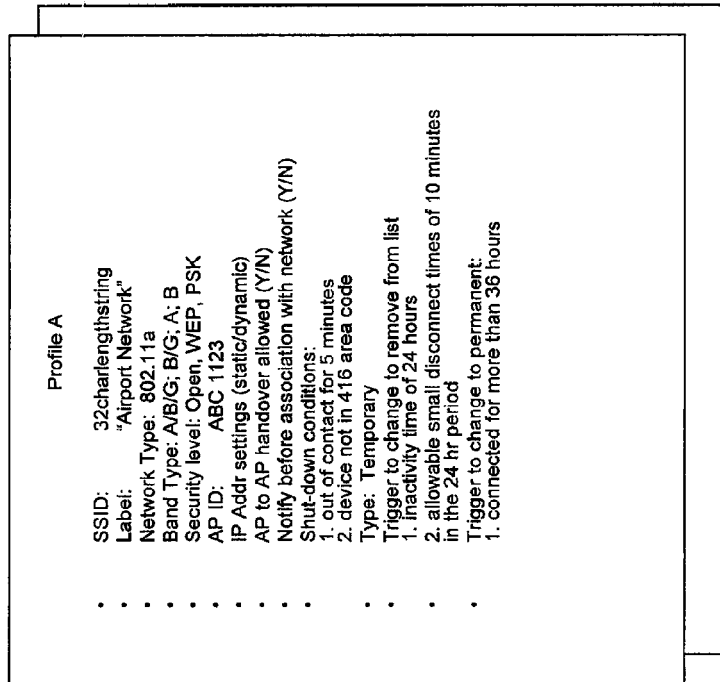 Profile A
• SSID: 32charlengthstring
• Label: "Airport Network"
• Network Type: 802.11a
• Band Type: A/B/G; B/G; A; B
• Security level: Open, WEP, PSK
• AP ID: ABC 1123
• IP Addr settings (static/dynamic)
• AP to AP handover allowed (Y/N)
• Notify before association with network (Y/N)
• Shut-down conditions:
1. out of contact for 5 minutes
2. device not in 416 area code
• Type: Temporary
• Trigger to change to remove from list
1. inactivity time of 24 hours
• 2. allowable small disconnect times of 10 minutes
in the 24 hr period
• Trigger to change to permanent:
1. connected for more than 36 hours